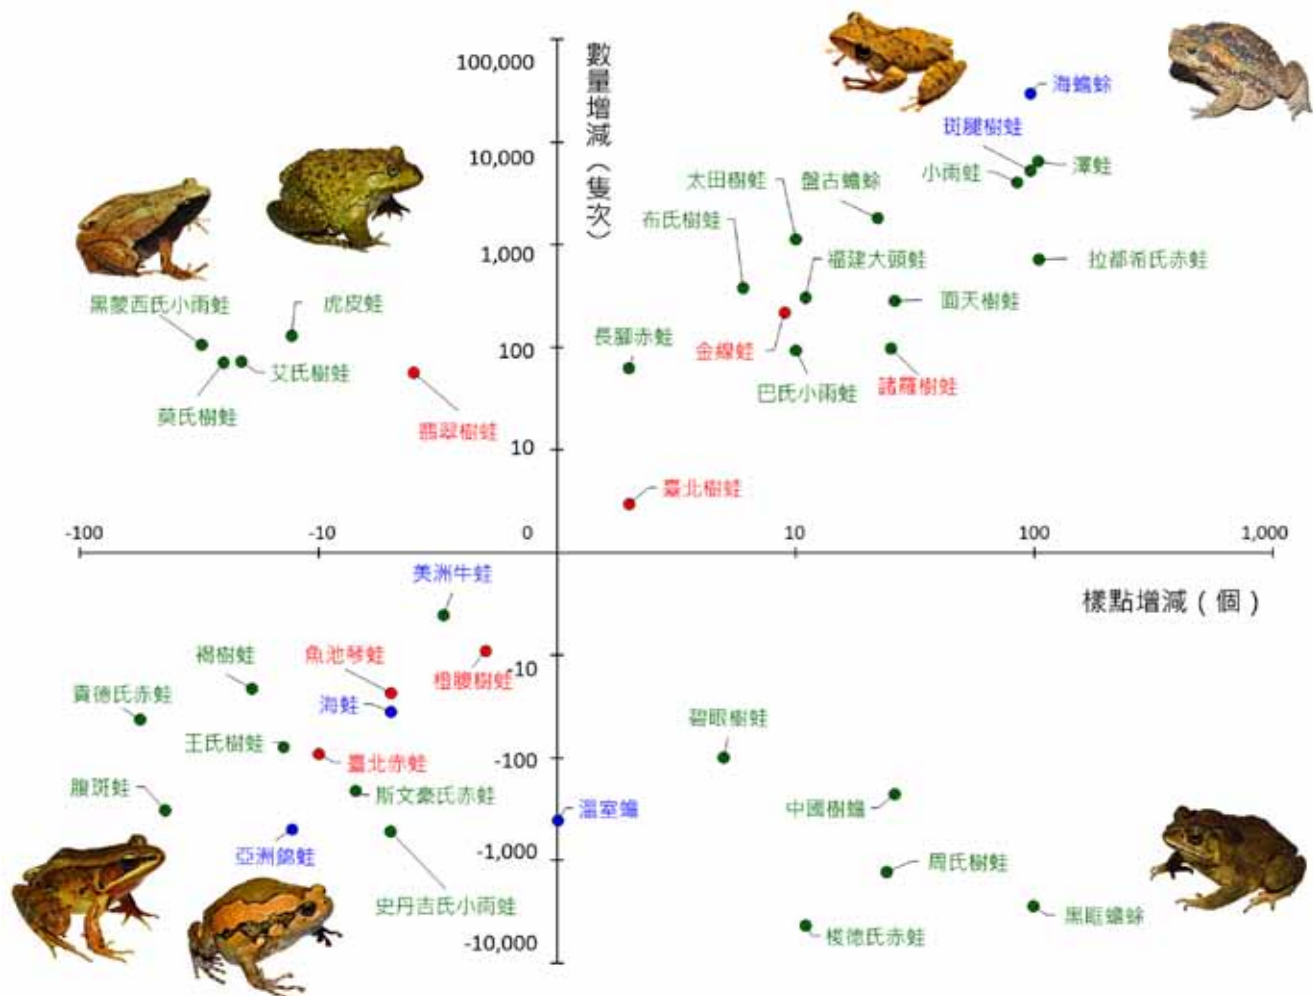 數量增減（隻次）
100,000
海蟾蜍
斑腿樹蛙
10,000
小雨蛙
澤蛙
太田樹蛙
盤古蟾蜍
布氏樹蛙
1,000
福建大頭蛙
拉都希氏赤蛙
黑蒙西氏小雨蛙
虎皮蛙
面天樹蛙
長腳赤蛙
100
金線蛙
艾氏樹蛙
巴氏小雨蛙
諸羅樹蛙
莫氏樹蛙
翡翠樹蛙
10
臺北樹蛙
-100
-10
0
10
100
1,000
美洲牛蛙
樣點增減（個）
褐樹蛙
魚池琴蛙
-10
橙腹樹蛙
貢德氏赤蛙
海蛙
碧眼樹蛙
王氏樹蛙
-100
臺北赤蛙
腹斑蛙
斯文豪氏赤蛙
溫室蟾
中國樹蟾
亞洲錦蛙
-1,000
周氏樹蛙
史丹吉氏小雨蛙
黑眶蟾蜍
梭德氏赤蛙
-10,000